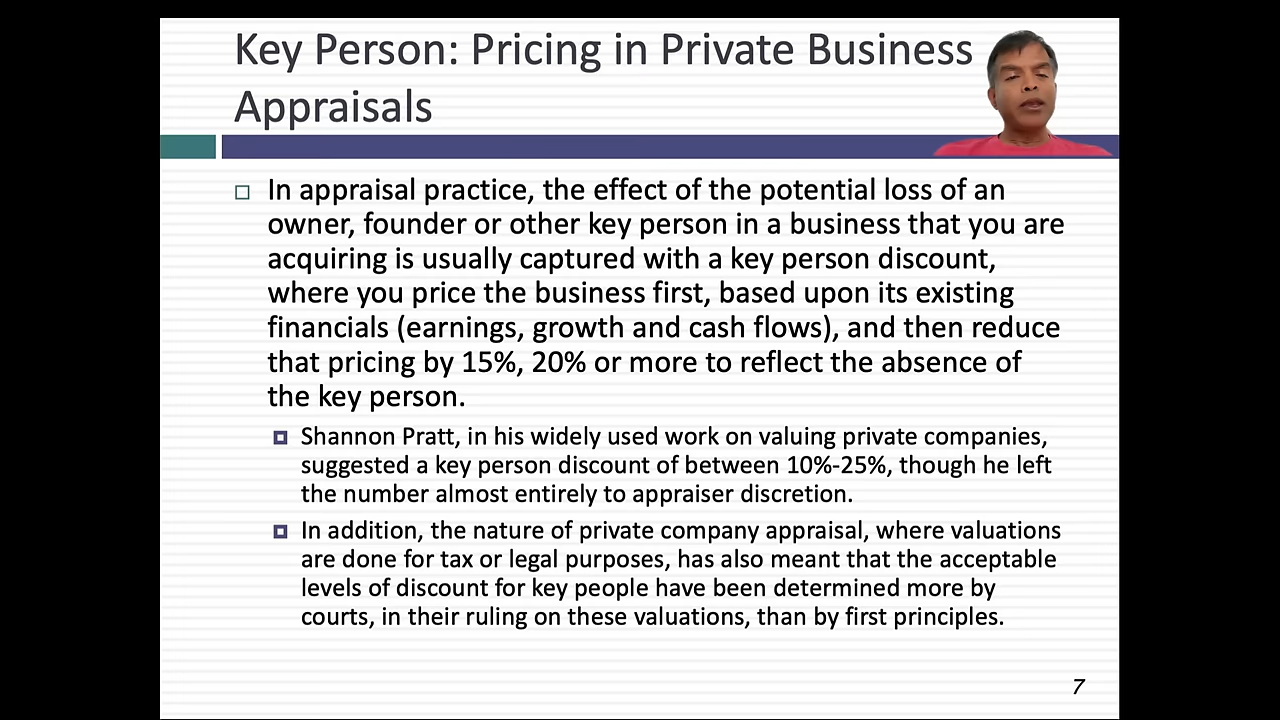 Key Person: Pricing in Private Business
Appraisals
In appraisal practice, the effect of the potential loss of an
owner, founder or other key person in a business that you are
acquiring is usually captured with a key person discount,
where you price the business first, based upon its existing
financials (earnings, growth and cash flows), and then reduce
that pricing by 15%, 20% or more to reflect the absence of
the key person.
Shannon Pratt, in his widely used work on valuing private companies,
suggested a key person discount of between 10%-25%, though he left
the number almost entirely to appraiser discretion.
In addition, the nature of private company appraisal, where valuations
are done for tax or legal purposes, has also meant that the acceptable
levels of discount for key people have been determined more by
courts, in their ruling on these valuations, than by first principles.
7